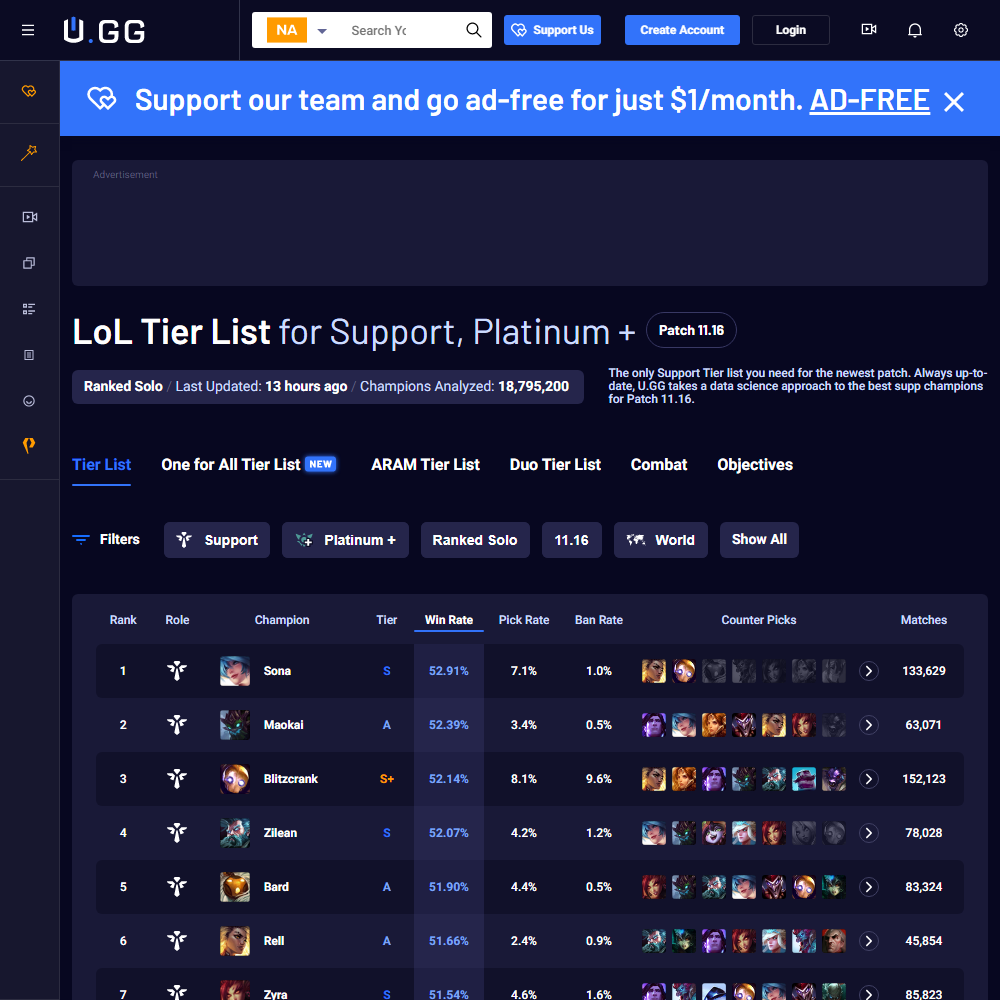 U.GG
NA
Search Yo
Support Us
Create Account
Login
Support our team and go ad-free for just $1/month. AD-FREE
Advertisement
LoL Tier List for Support, Platinum +
Patch 11.16
Ranked Solo / Last Updated: 13 hours ago / Champions Analyzed: 18,795,200
The only Support Tier list you need for the newest patch. Always up-to-
date, U.GG takes a data science approach to the best supp champions
for Patch 11.16.
Tier List One for All Tier List NEW ARAM Tier List Duo Tier List Combat Objectives
Filters Support Platinum + Ranked Solo 11.16 World Show All
Rank Role Champion Tier Win Rate Pick Rate Ban Rate Counter Picks Matches
1 Sona S 52.91% 7.1% 1.0% 133,629
2 Maokai A 52.39% 3.4% 0.5% 63,071
3 Blitzcrank S+ 52.14% 8.1% 9.6% 152,123
4 Zilean S 52.07% 4.2% 1.2% 78,028
5 Bard A 51.90% 4.4% 0.5% 83,324
6 Rell A 51.66% 2.4% 0.9% 45,854
7 Zyra S 51.54% 4.6% 1.6% 85,823